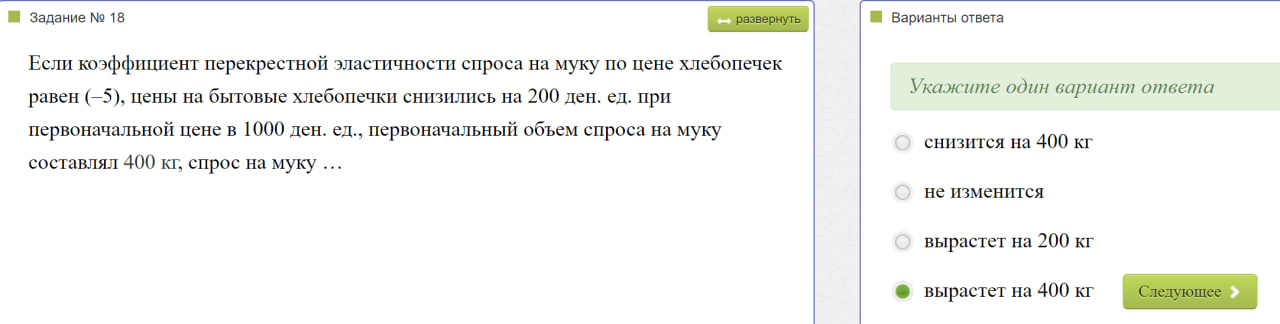 Задание № 18
развернуть
Если коэффициент перекрестной эластичности спроса на муку по цене хлебопечек
равен (–5), цены на бытовые хлебопечки снизились на 200 ден. ед. при
первоначальной цене в 1000 ден. ед., первоначальный объем спроса на муку
составлял 400 кг, спрос на муку …
Варианты ответа
Укажите один вариант ответа
снизится на 400 кг
не изменится
вырастет на 200 кг
вырастет на 400 кг
Следующее